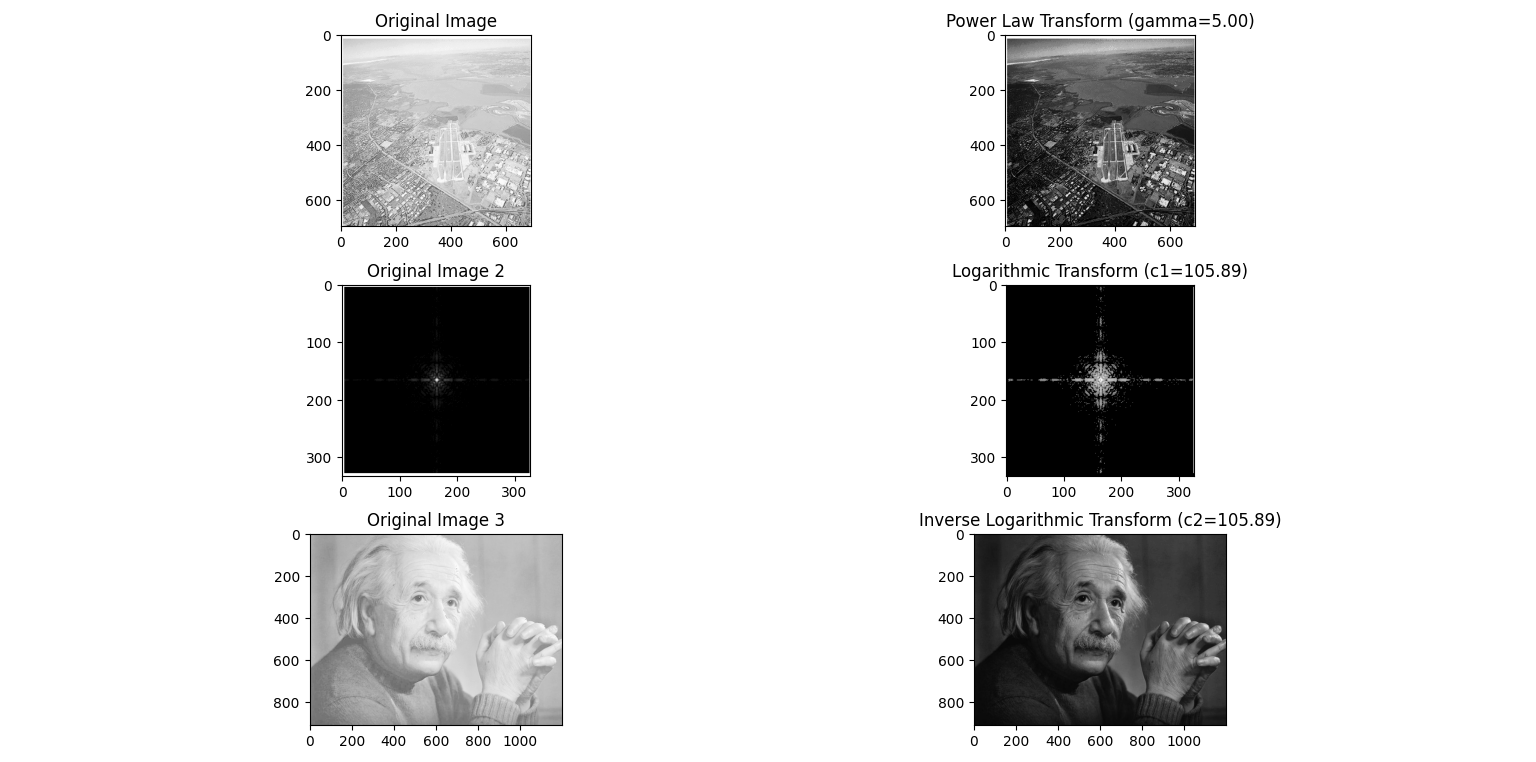 Original Image
Power Law Transform (gamma=5.00)
0
200
400
600
0 200 400 600
0
200
400
600
0 200 400 600
Original Image 2
Logarithmic Transform (c1=105.89)
0
100
200
300
0 100 200 300
0
100
200
300
0 100 200 300
Original Image 3
Inverse Logarithmic Transform (c2=105.89)
0
200
400
600
800
0 200 400 600 800 1000
0
200
400
600
800
0 200 400 600 800 1000